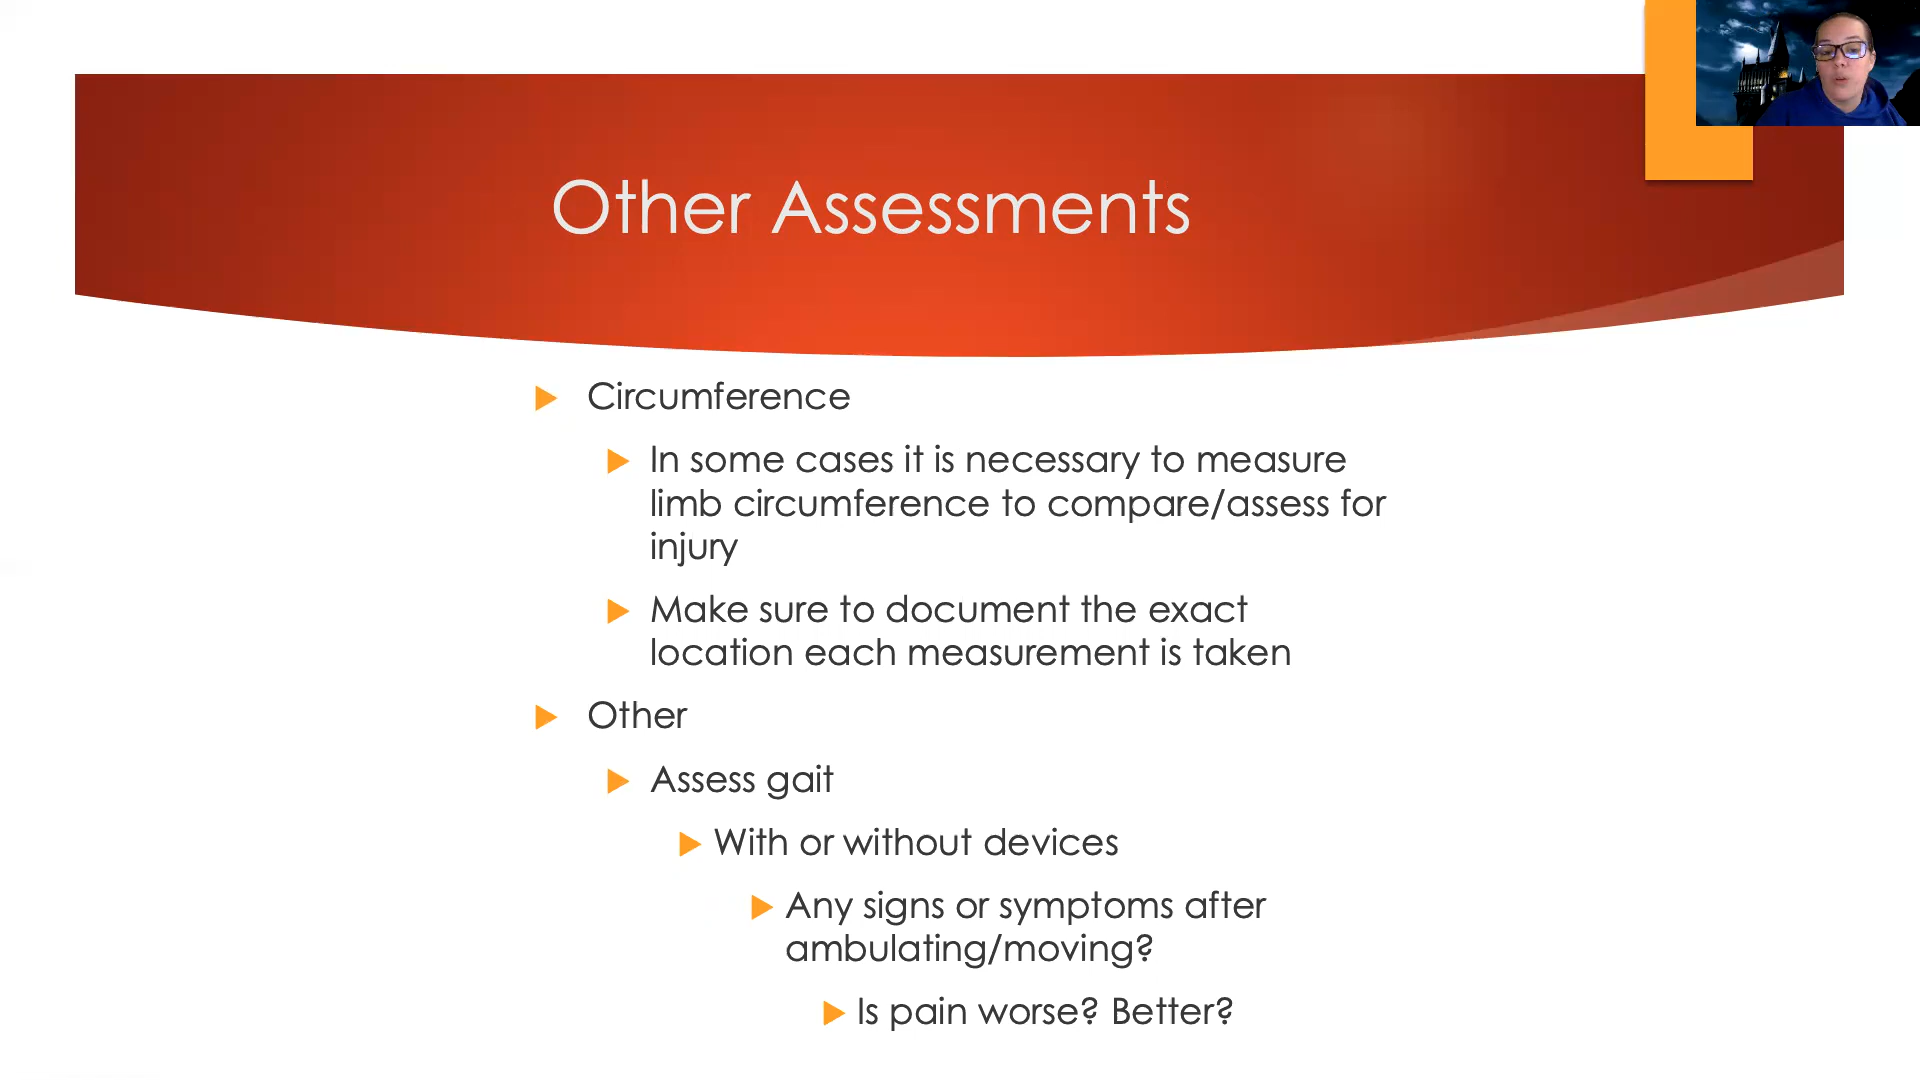 Other Assessments
Circumference
In some cases it is necessary to measure
limb circumference to compare/assess for
injury
Make sure to document the exact
location each measurement is taken
Other
Assess gait
With or without devices
Any signs or symptoms after
ambulating/moving?
Is pain worse? Better?